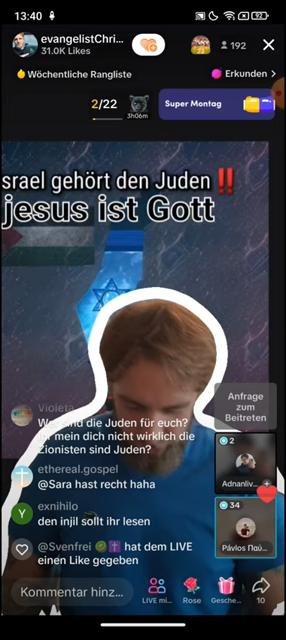 13:40
92
evangelistChri...
31.0K Likes
192
Wöchentliche Rangliste
Erkunden >
2/22
3h06m
Super Montag
srael gehört den Juden ‼️
jesus ist Gott
Violeta
sind die Juden für euch?
mein dich nicht wirklich die
Zionisten sind Juden?
Anfrage
zum
Beitreten
ethereal.gospel
@Sara hast recht haha
2
Adnanliv...
exnihilo
Y
den injil sollt ihr lesen
34
@Svenfrei hat dem LIVE
einen Like gegeben
Pávlos Παύ...
Kommentar hinz...
LIVE mi...
Rose
Gesche...
10